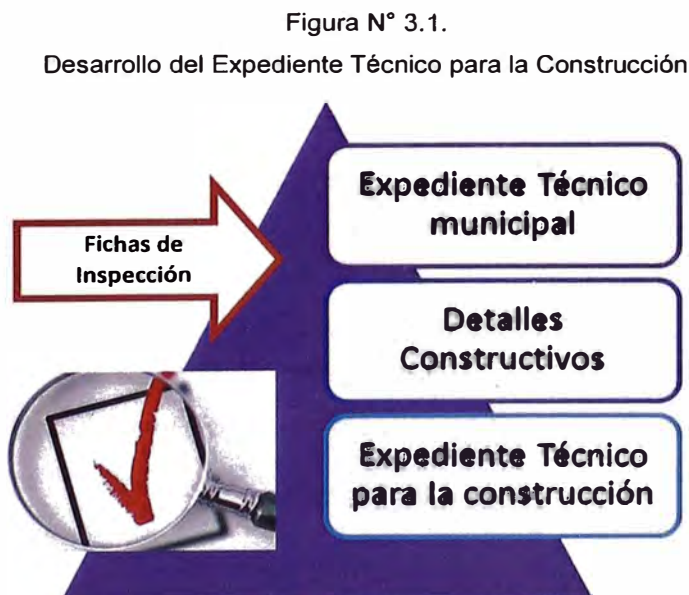 Figura N° 3.1.
Desarrollo del Expediente Técnico para la Construcción
Expediente Técnico
municipal
Fichas de
Inspección
Detalles
Constructivos
Expediente Técnico
para la construcción